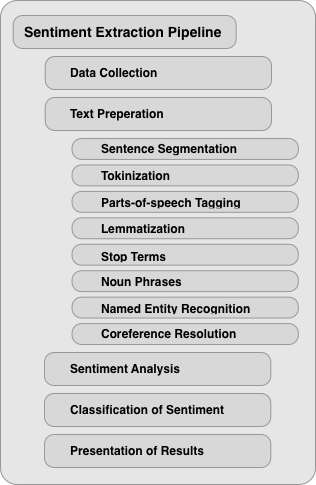 Sentiment Extraction Pipeline
Data Collection
Text Preperation
Sentence Segmentation
Tokinization
Parts-of-speech Tagging
Lemmatization
Stop Terms
Noun Phrases
Named Entity Recognition
Coreference Resolution
Sentiment Analysis
Classification of Sentiment
Presentation of Results